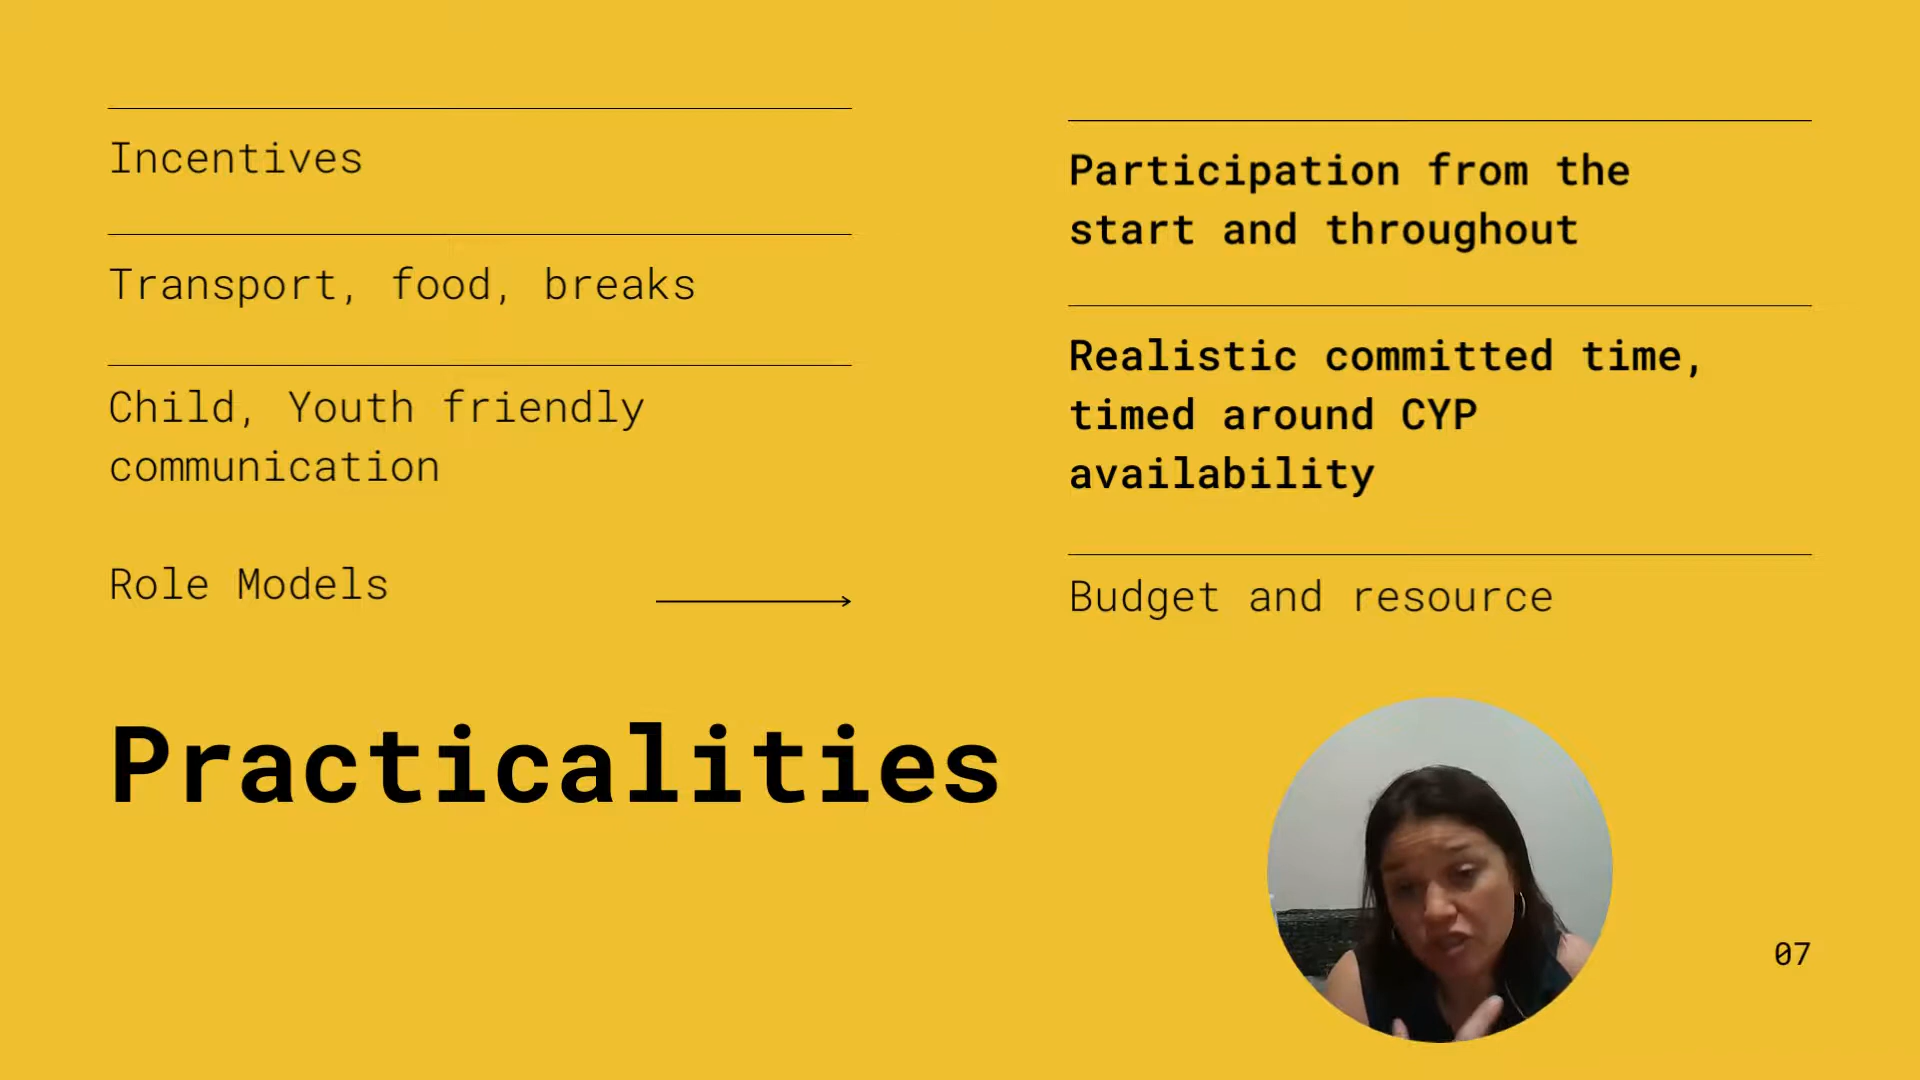 Incentives
Transport, food, breaks
Child, Youth friendly
communication
Role Models
Participation from the
start and throughout
Realistic committed time,
timed around CYP
availability
Budget and resource
Practicalities
07